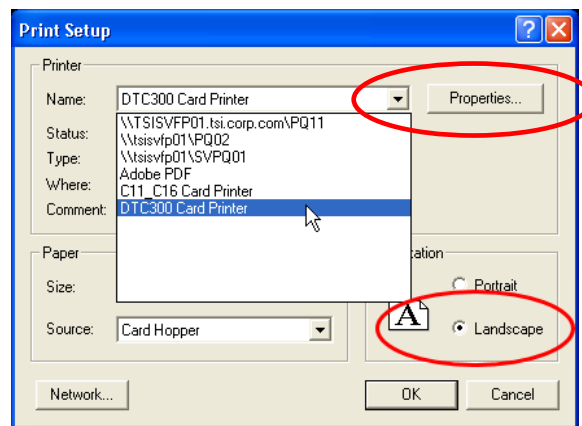 Print Setup
Printer
Name: DTC300 Card Printer Properties...
\\TSISVFP01.tsi.corp.com\PQ11
Status: \\tsisvfp01\PQ02
Type: \\tsisvfp01\SVPQ01
Adobe PDF
Where: C11_C16 Card Printer
Comment: DTC300 Card Printer
Paper
Size: Portrait
A
Source: Card Hopper Landscape
Network... OK Cancel